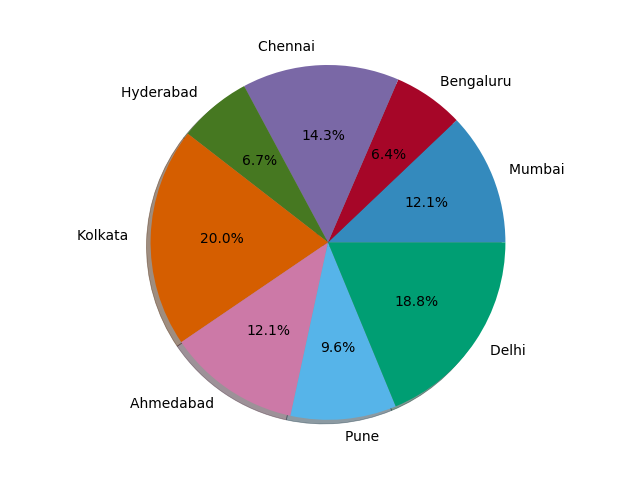 Chennai
Bengaluru
Hyderabad
14.3%
6.4%
6.7%
Mumbai
12.1%
Kolkata
20.0%
18.8%
12.1%
9.6%
Delhi
Ahmedabad
Pune